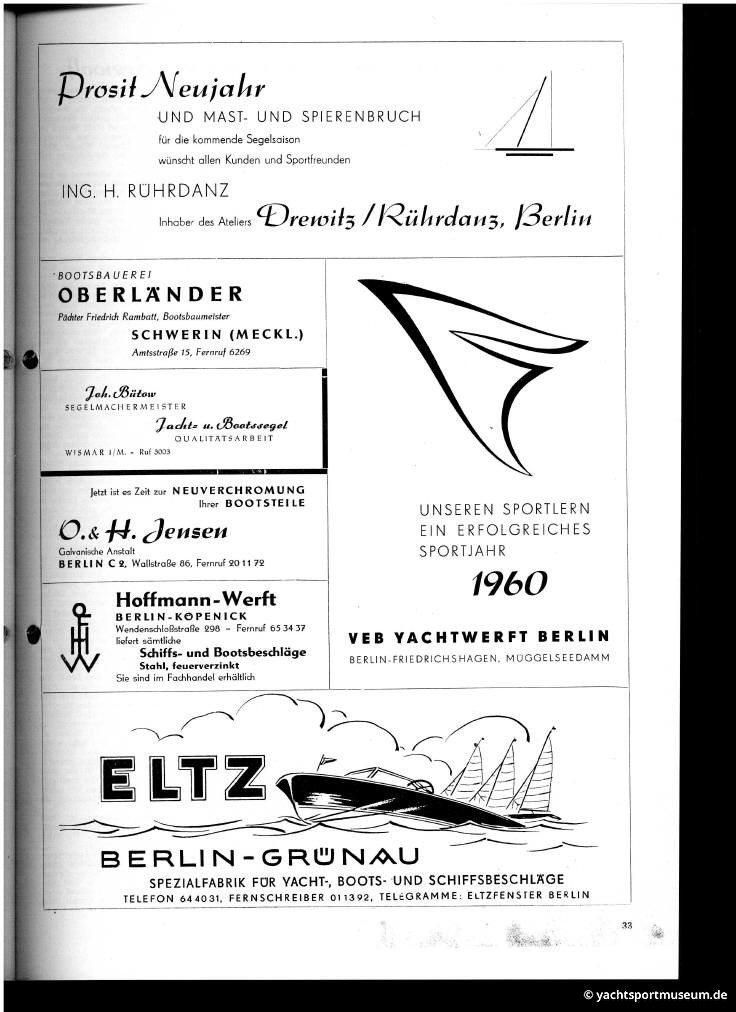 Prosit Neujahr
UND MAST- UND SPIERENBRUCH
für die kommende Segelsaison
wünscht allen Kunden und Sportfreunden
ING. H. RÜHRDANZ
Inhaber des Ateliers Drewitz / Rührdanz, Berlin
BOOTSBAUEREI
OBERLÄNDER
Pächter Friedrich Rambatt, Bootsbaumeister
SCHWERIN (MECKL.)
Amtsstraße 15, Fernruf 6269
Joh. Bütow
SEGELMACHERMEISTER
Jacht= u. Bootssegel
QUALITÄTSARBEIT
WISMAR i/M. - Ruf 3003
Jetzt ist es Zeit zur NEUVERCHROMUNG
Ihrer BOOTSTEILE
O. & H. Jensen
Galvanische Anstalt
BERLIN C 2, Wallstraße 86, Fernruf 20 11 72
Hoffmann-Werft
BERLIN-KÖPENICK
Wendenschloßstraße 298 – Fernruf 65 34 37
liefert sämtliche
Schiffs- und Bootsbeschläge
Stahl, feuerverzinkt
Sie sind im Fachhandel erhältlich
UNSEREN SPORTLERN
EIN ERFOLGREICHES
SPORTJAHR
1960
VEB YACHTWERFT BERLIN
BERLIN-FRIEDRICHSHAGEN, MÜGGELSEEDAMM
ELTZ
BERLIN-GRÜNAU
SPEZIALFABRIK FÜR YACHT-, BOOTS- UND SCHIFFSBESCHLÄGE
TELEFON 644031, FERNSCHREIBER 011392, TELEGRAMME: ELTZFENSTER BERLIN
33
© yachtsportmuseum.de